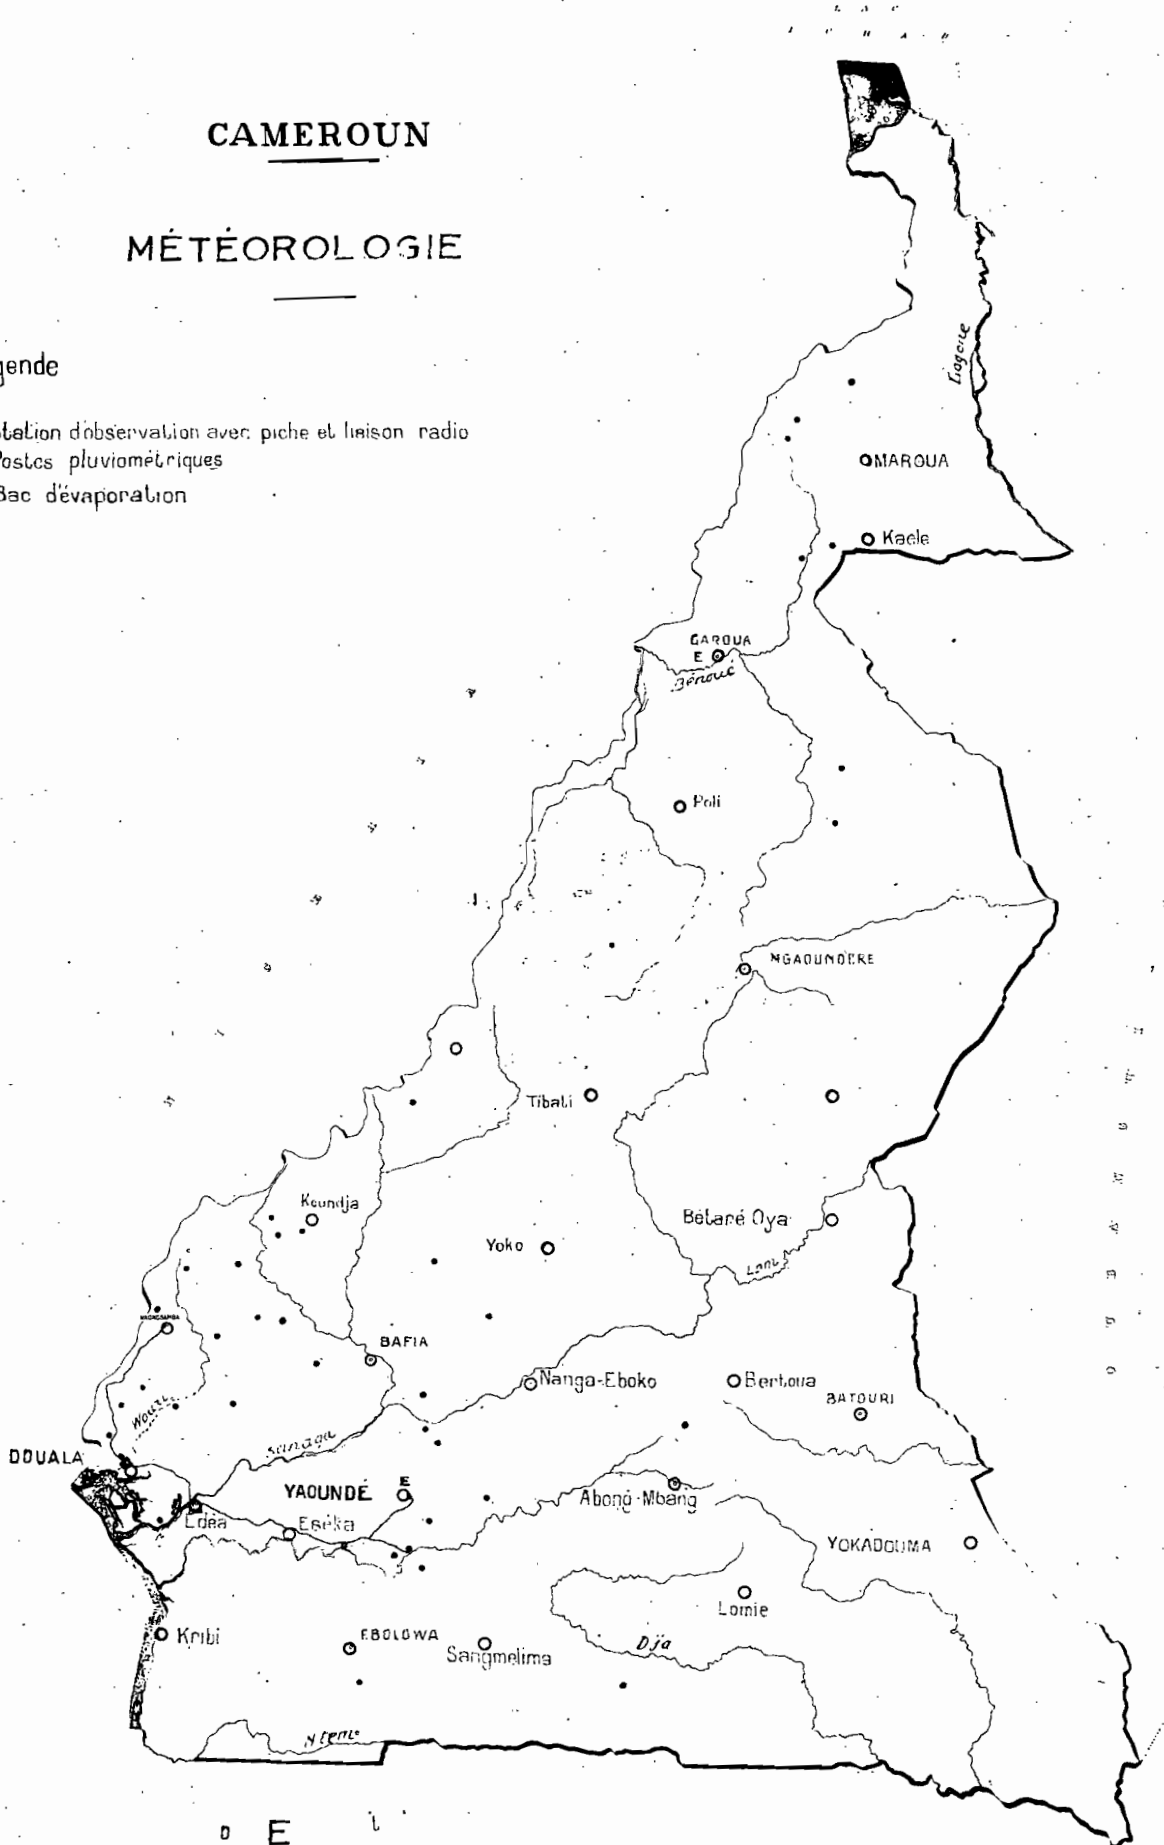 CAMEROUN
MÉTÉOROLOGIE
gende
tation d'observation avec piche et liaison radio
Postes pluviométriques
Bac d'évaporation
Logone
OMAROUA
Kaele
GAROUA
E
Bénoué
Poli
NGAOUNDERE
Tibati
Koundja
Bétaré Oya
Yoko
Lom
BAFIA
Nanga-Eboko
Bertoua
BATOURI
Wouri
Sanaga
DOUALA
YAOUNDÉ
E
Abong-Mbang
Edéa
Eséka
YOKADOUMA
Lomie
Kribi
EBOLOWA
Sangmelima
Dja
Ntem
D E